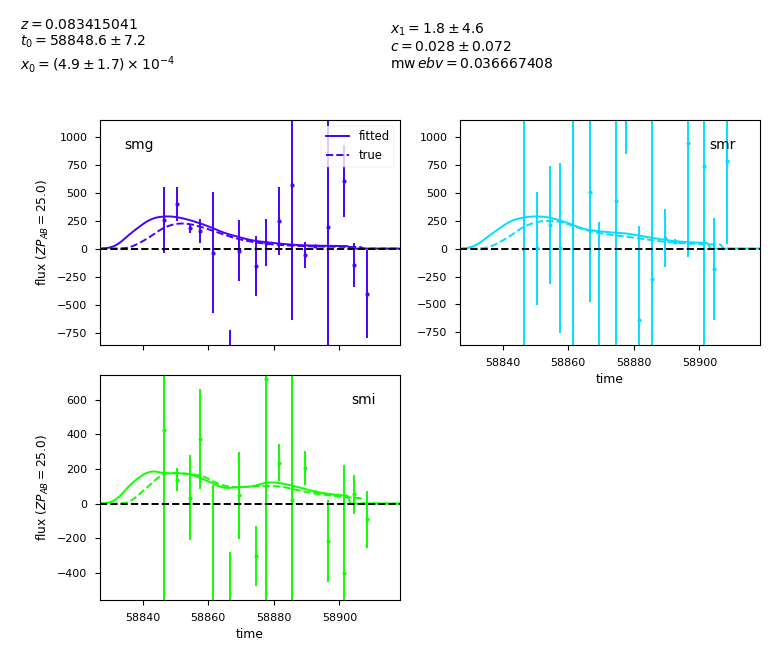 z = 0.083415041
t₀ = 58848.6 ± 7.2
x₀ = (4.9 ± 1.7) × 10⁻⁴
x₁ = 1.8 ± 4.6
c = 0.028 ± 0.072
mw ebv = 0.036667408
smg
fitted
true
1000
750
500
250
0
−250
−500
−750
flux (ZP_AB = 25.0)
smr
1000
750
500
250
0
−250
−500
−750
58840 58860 58880 58900
time
smi
600
400
200
0
−200
−400
flux (ZP_AB = 25.0)
58840 58860 58880 58900
time